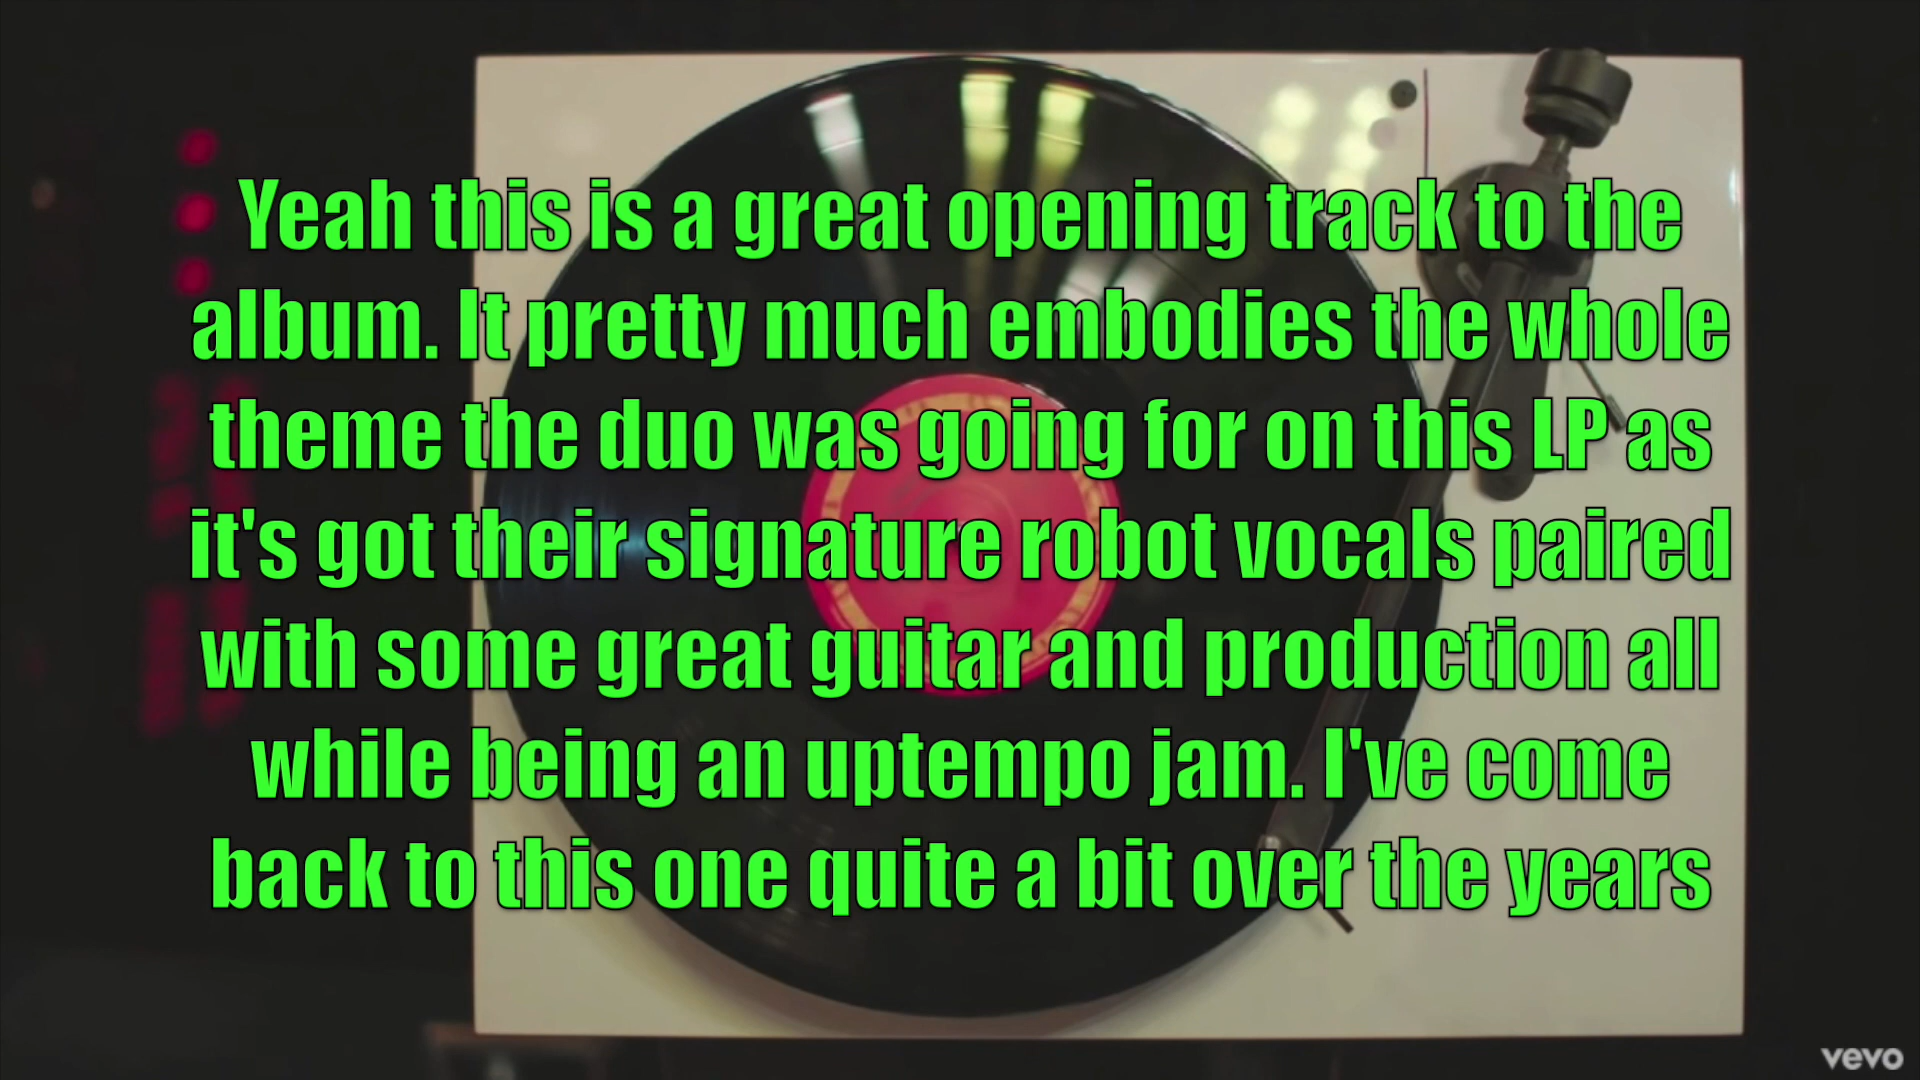 Yeah this is a great opening track to the
album. It pretty much embodies the whole
theme the duo was going for on this LP as
it's got their signature robot vocals paired
with some great guitar and production all
while being an uptempo jam. I've come
back to this one quite a bit over the years
vevo